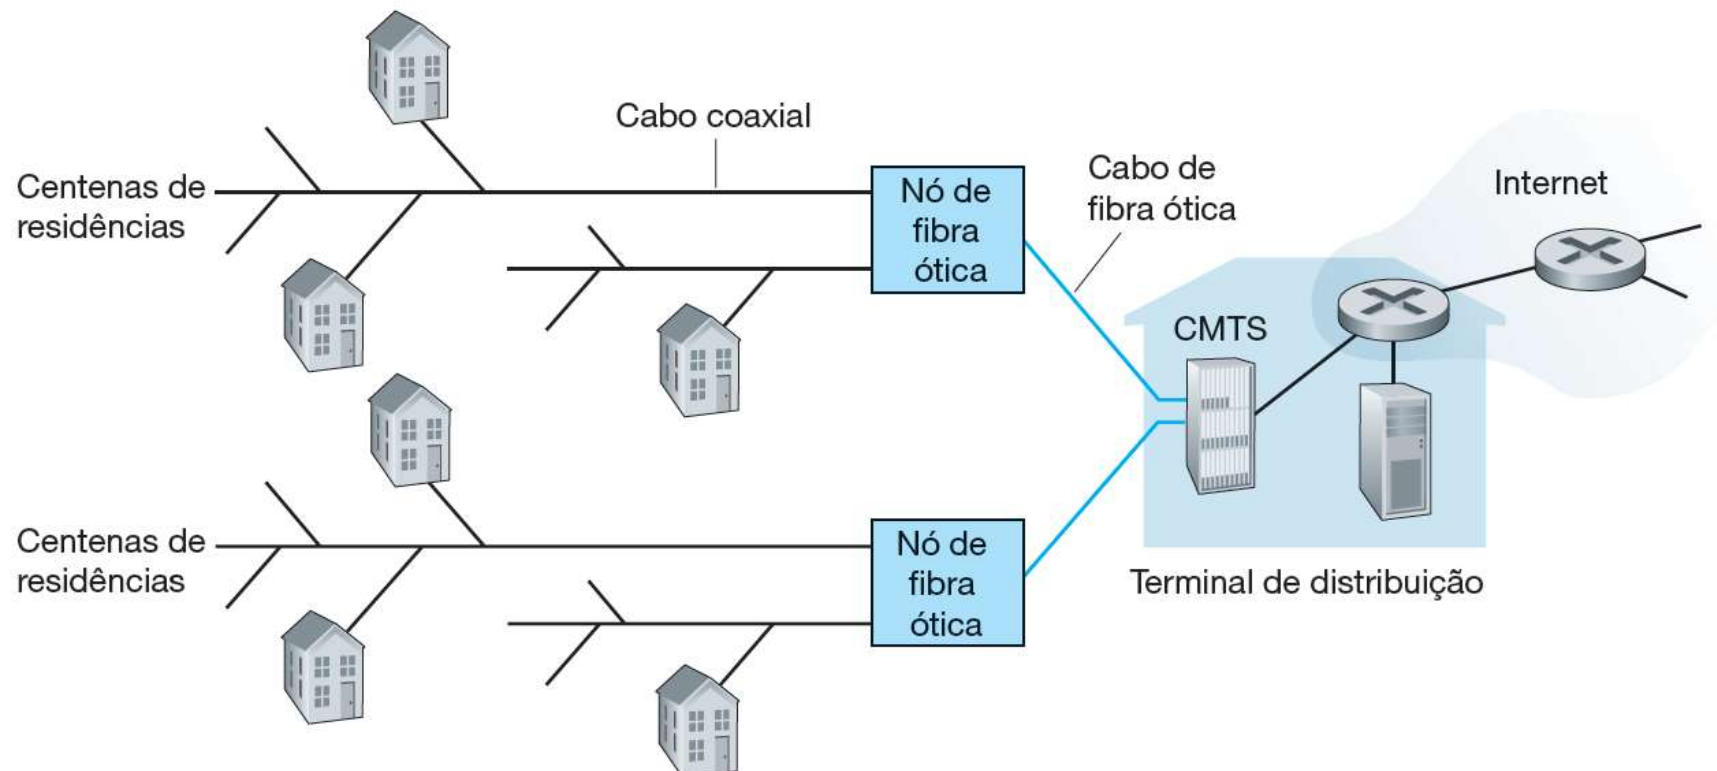 Cabo coaxial
Centenas de
residências
Nó de
fibra
ótica
Cabo de
fibra ótica
Internet
CMTS
Centenas de
residências
Nó de
fibra
ótica
Terminal de distribuição